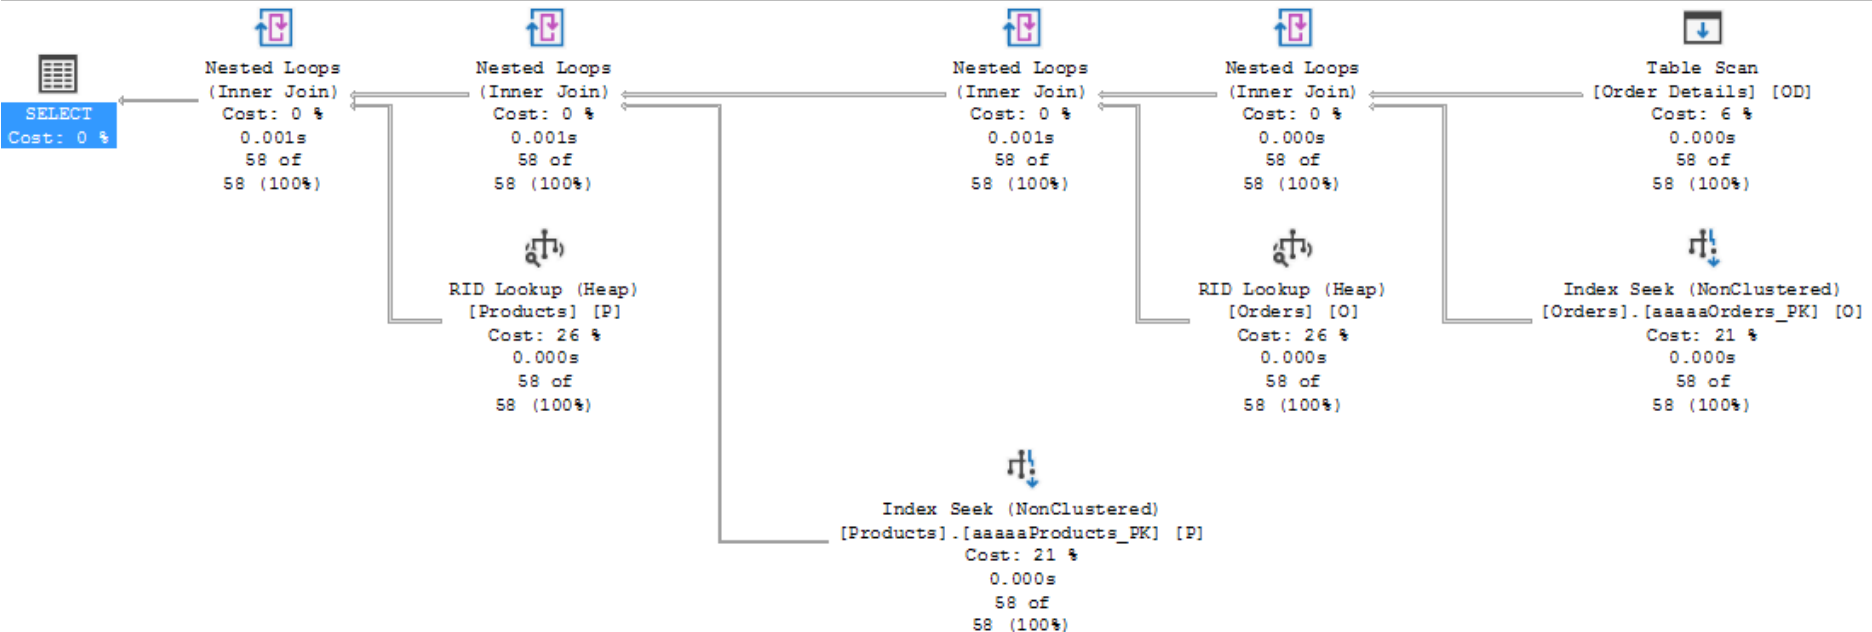 SELECT
Cost: 0 %
Nested Loops
(Inner Join)
Cost: 0 %
0.001s
58 of
58 (100%)
Nested Loops
(Inner Join)
Cost: 0 %
0.001s
58 of
58 (100%)
Nested Loops
(Inner Join)
Cost: 0 %
0.001s
58 of
58 (100%)
Nested Loops
(Inner Join)
Cost: 0 %
0.000s
58 of
58 (100%)
Table Scan
[Order Details] [OD]
Cost: 6 %
0.000s
58 of
58 (100%)
RID Lookup (Heap)
[Products] [P]
Cost: 26 %
0.000s
58 of
58 (100%)
RID Lookup (Heap)
[Orders] [O]
Cost: 26 %
0.000s
58 of
58 (100%)
Index Seek (NonClustered)
[Orders].[aaaaaOrders_PK] [O]
Cost: 21 %
0.000s
58 of
58 (100%)
Index Seek (NonClustered)
[Products].[aaaaaProducts_PK] [P]
Cost: 21 %
0.000s
58 of
58 (100%)